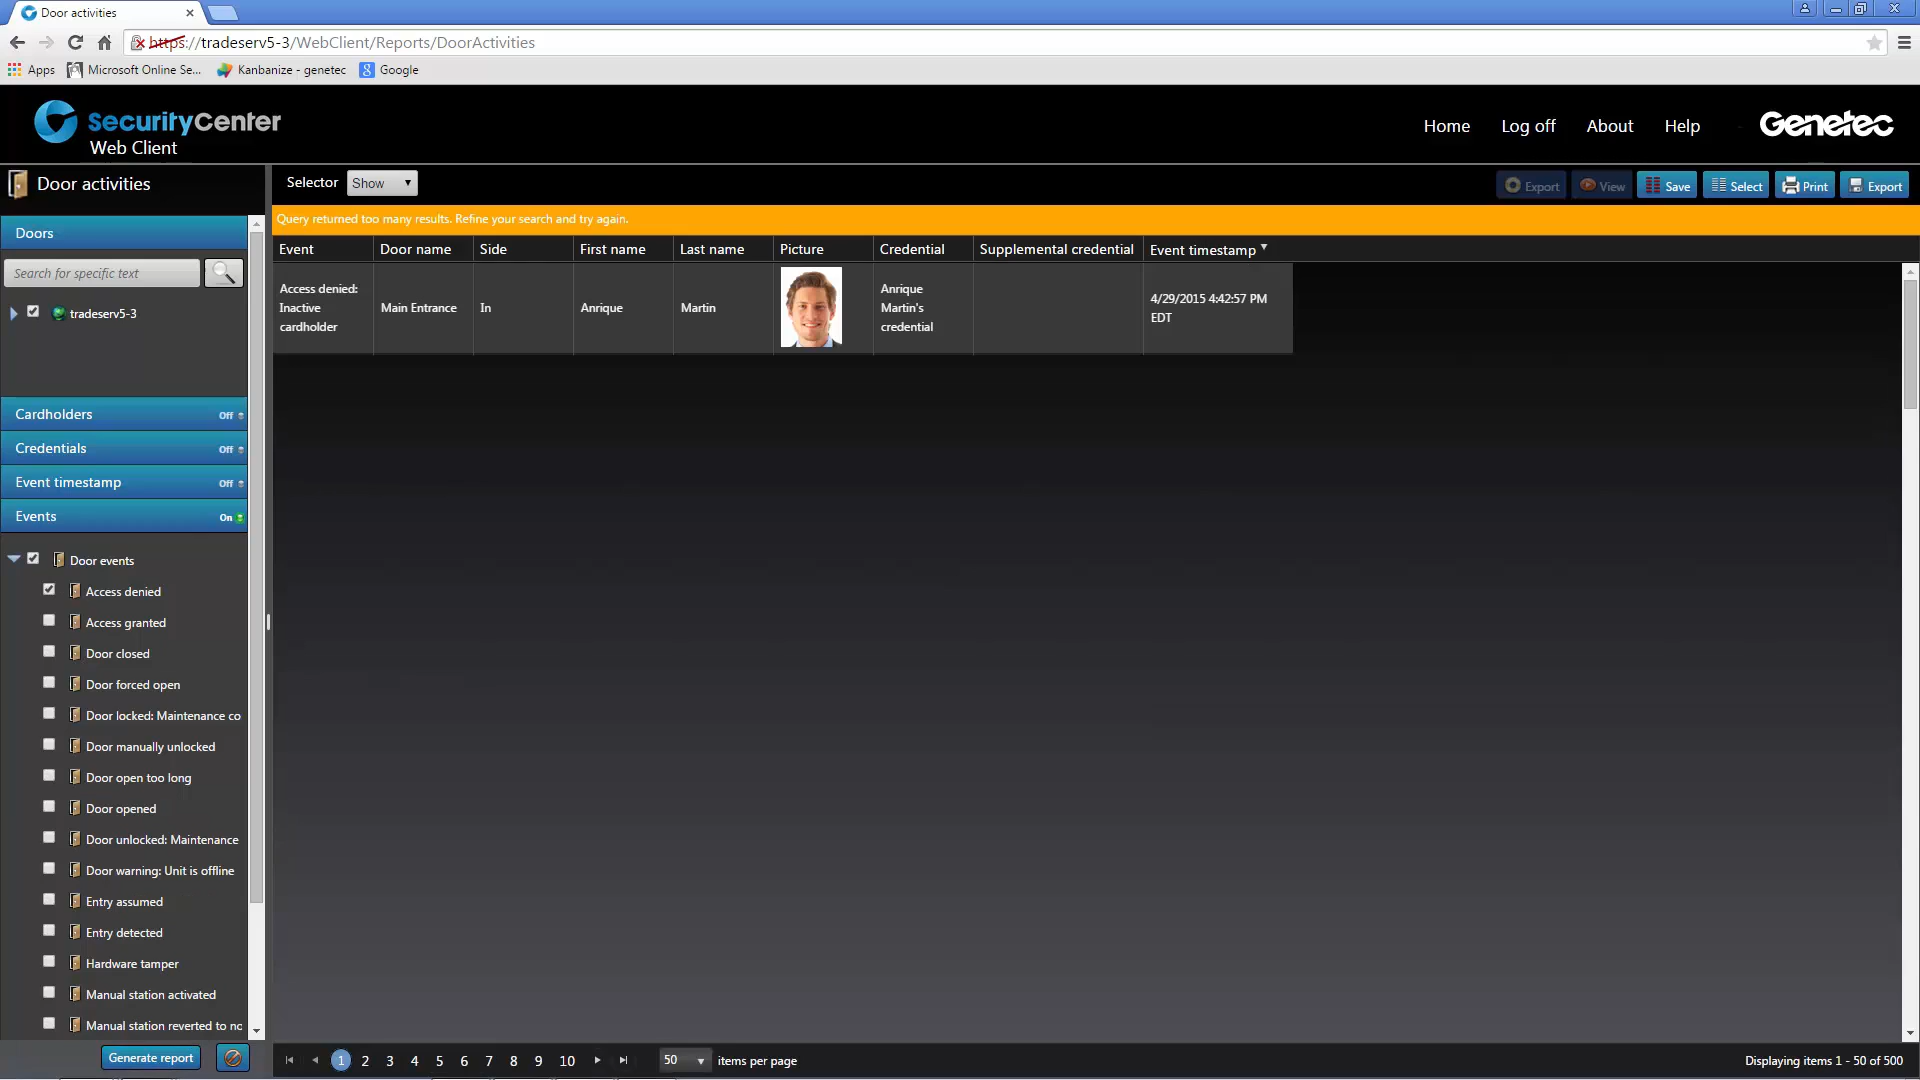 Door activities
https://tradeserv5-3/WebClient/Reports/DoorActivities
Apps Microsoft Online Se... Kanbanize - genetec Google
SecurityCenter
Web Client
Home Log off About Help Genetec
Door activities
Selector Show Export View Save Select Print Export
Query returned too many results. Refine your search and try again.
Doors
Search for specific text
tradeserv5-3
Cardholders Off
Credentials Off
Event timestamp Off
Events On
Door events
Access denied
Access granted
Door closed
Door forced open
Door locked: Maintenance co
Door manually unlocked
Door open too long
Door opened
Door unlocked: Maintenance
Door warning: Unit is offline
Entry assumed
Entry detected
Hardware tamper
Manual station activated
Manual station reverted to no
Generate report
Event Door name Side First name Last name Picture Credential Supplemental credential Event timestamp
Access denied:
Inactive
cardholder
Main Entrance
In
Anrique
Martin
Anrique
Martin's
credential
4/29/2015 4:42:57 PM
EDT
1 2 3 4 5 6 7 8 9 10 50 items per page
Displaying items 1 - 50 of 500